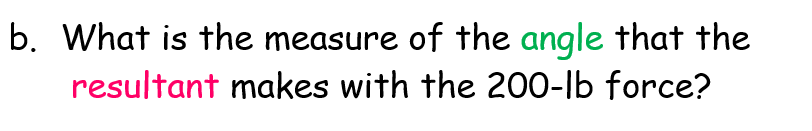 b. What is the measure of the angle that the
resultant makes with the 200-lb force?